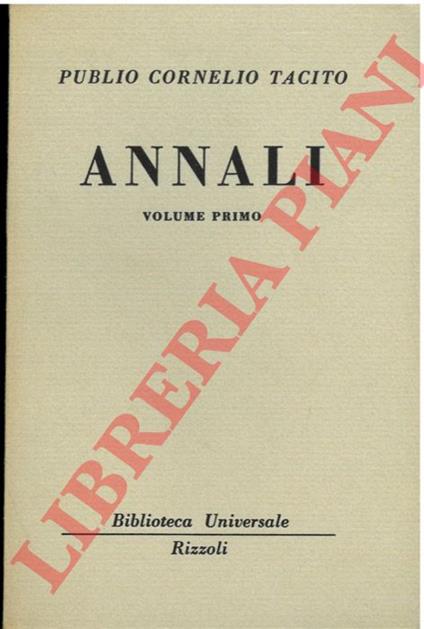 PUBLIO CORNELIO TACITO
ANNALI
VOLUME PRIMO
LIBRERIA PIANI
Biblioteca Universale
Rizzoli